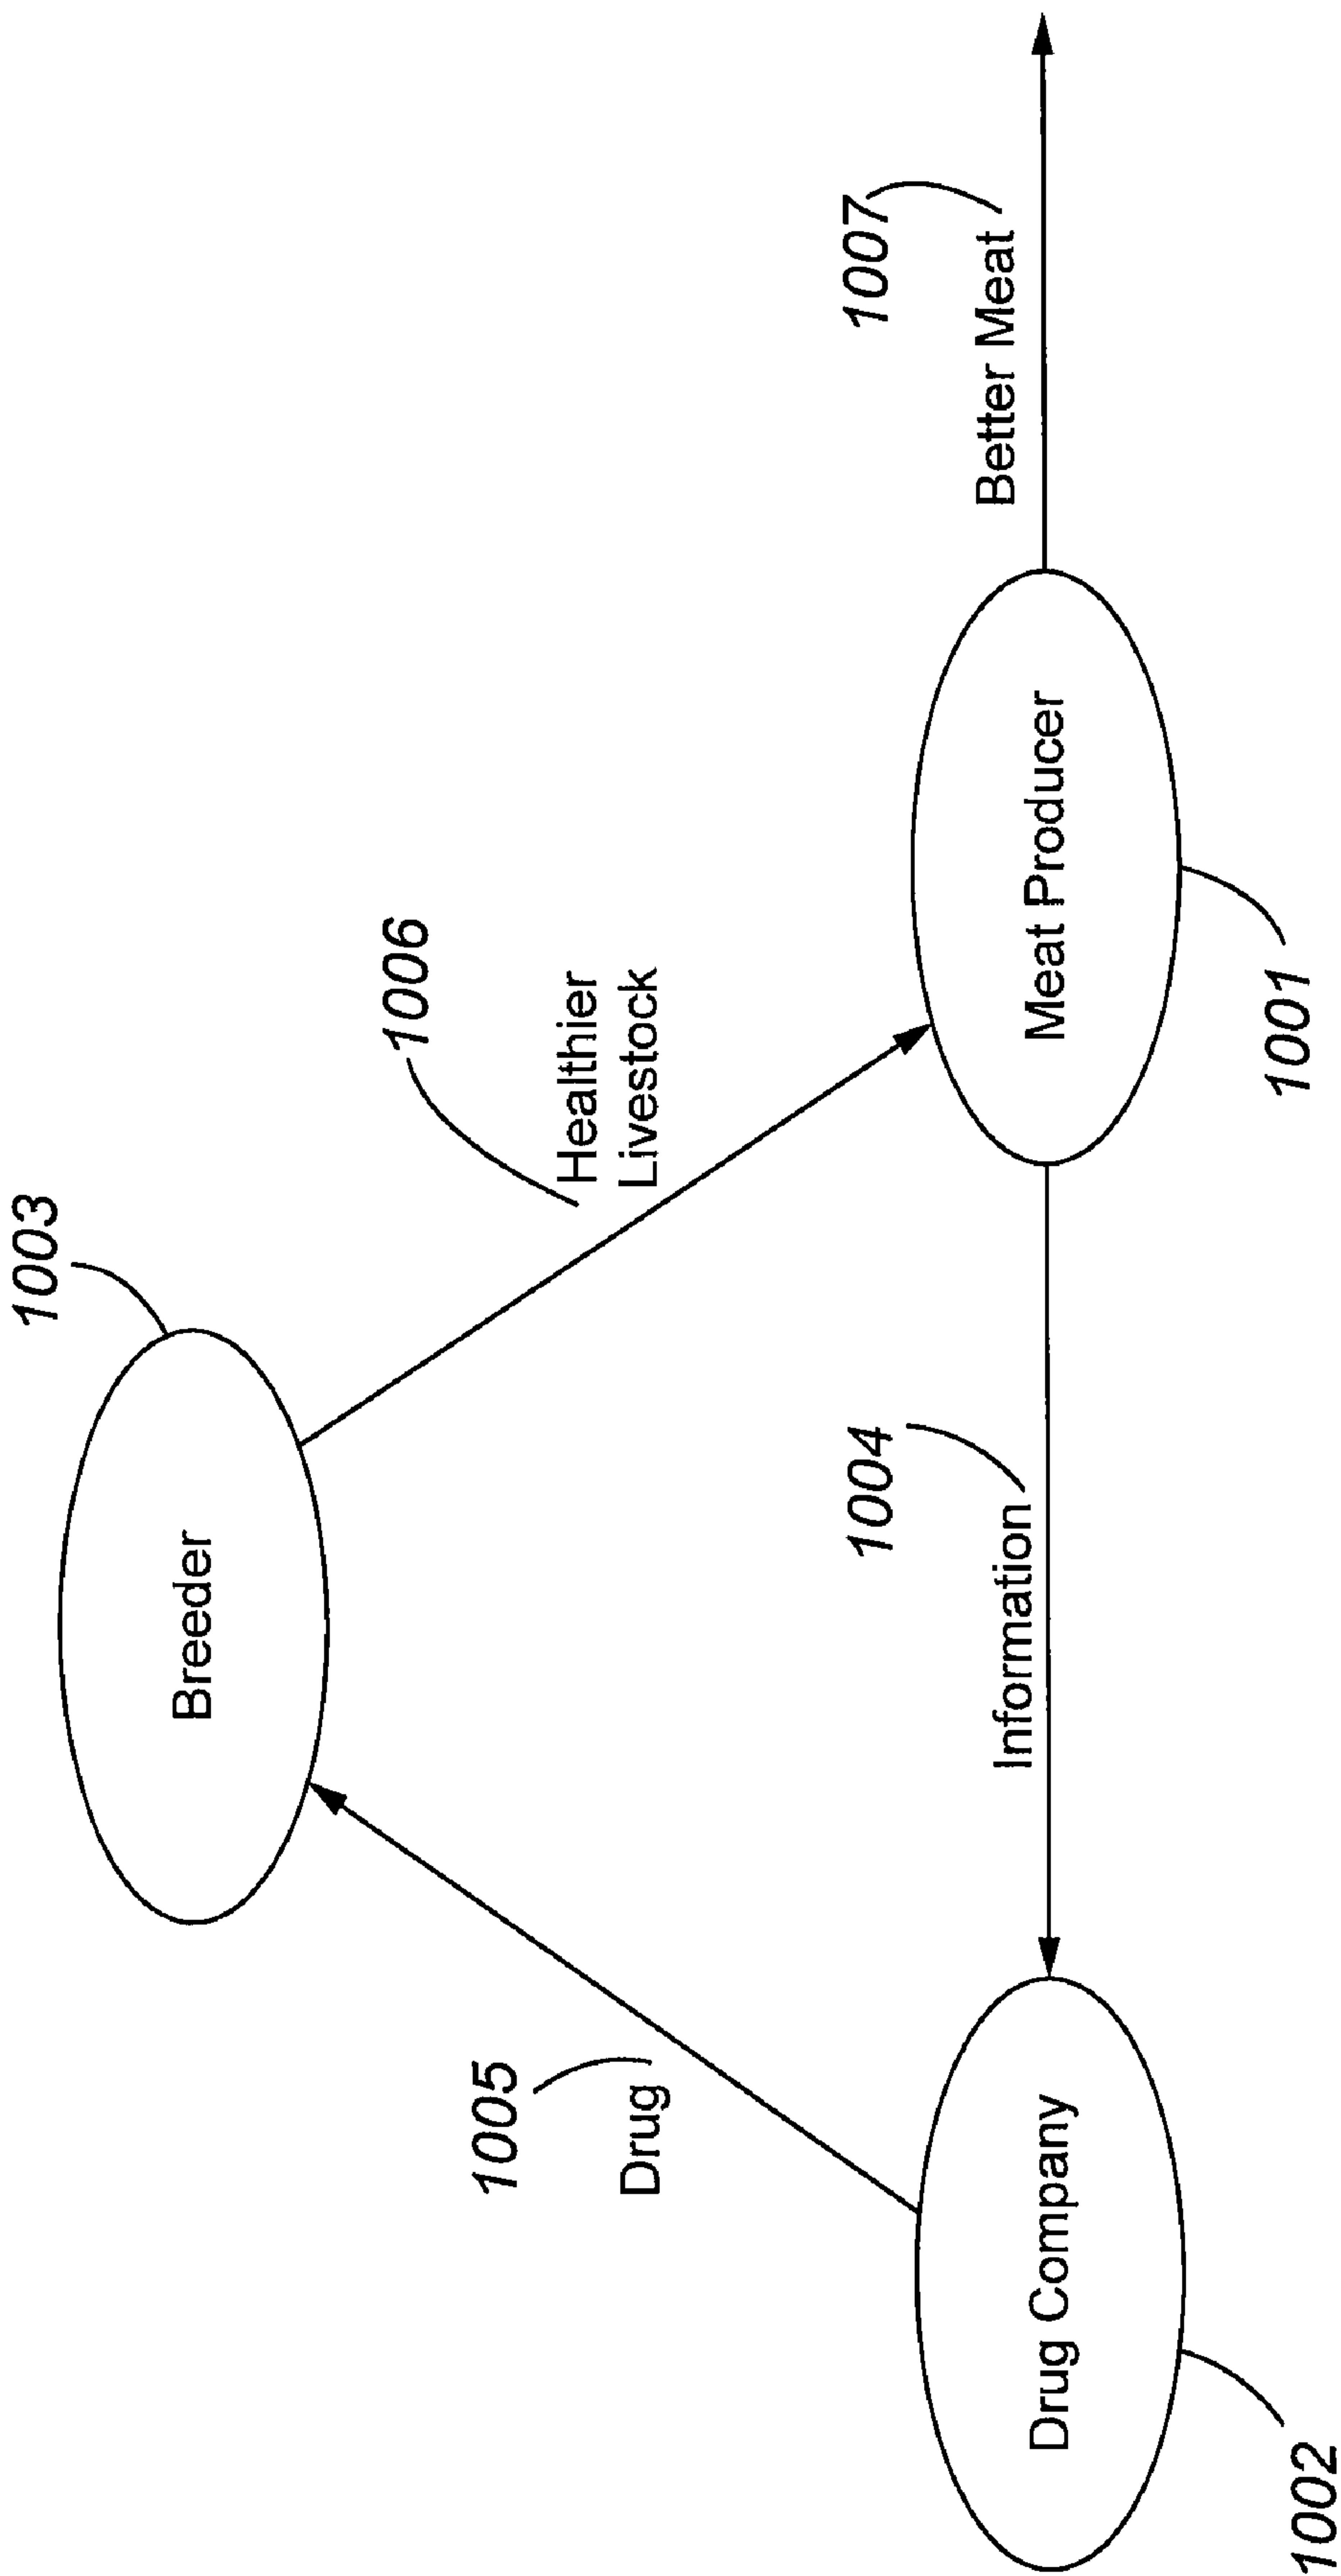 1003
Breeder
1006
Healthier
Livestock
1005
Drug
1004
Information
1007
Better Meat
Drug Company
Meat Producer
1002
1001